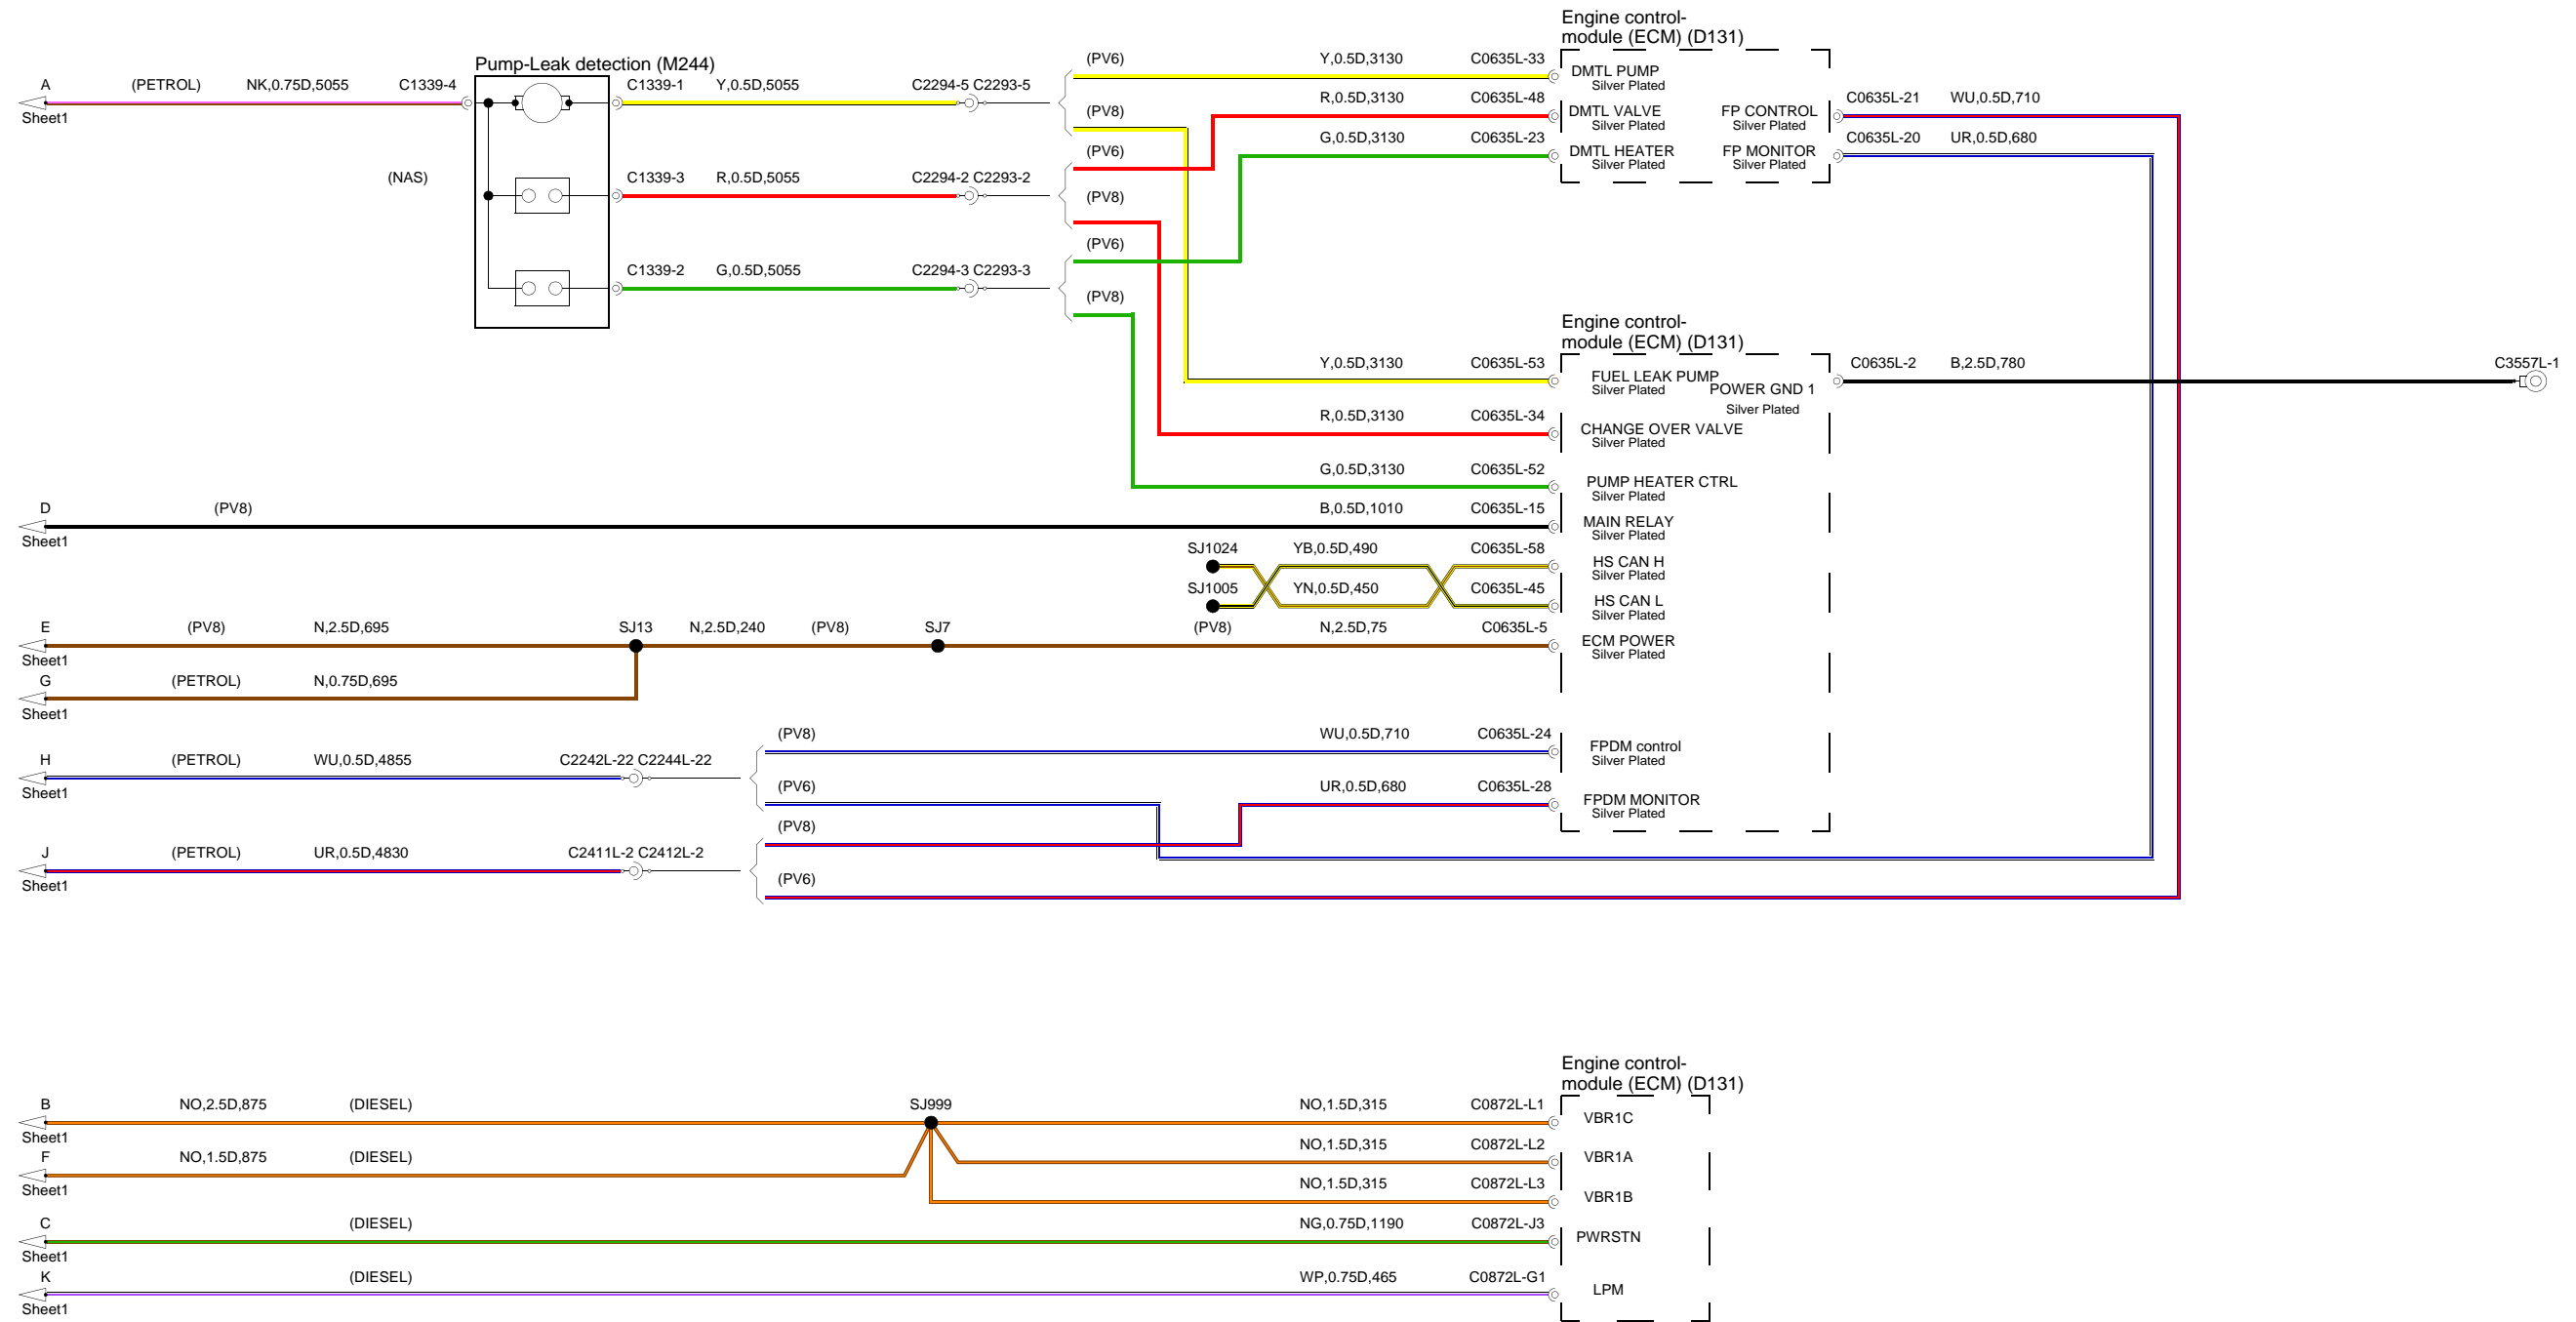 Engine control-
module (ECM) (D131)
Pump-Leak detection (M244)
A
(PETROL)
NK,0.75D,5055
C1339-4
Sheet1
C1339-1
Y,0.5D,5055
C2294-5 C2293-5
(PV6)
Y,0.5D,3130
C0635L-33
DMTL PUMP
Silver Plated
(PV8)
R,0.5D,3130
C0635L-48
DMTL VALVE
Silver Plated
FP CONTROL
Silver Plated
C0635L-21
WU,0.5D,710
G,0.5D,3130
C0635L-23
DMTL HEATER
Silver Plated
FP MONITOR
Silver Plated
C0635L-20
UR,0.5D,680
(NAS)
C1339-3
R,0.5D,5055
C2294-2 C2293-2
(PV6)
(PV8)
C1339-2
G,0.5D,5055
C2294-3 C2293-3
(PV6)
(PV8)
Engine control-
module (ECM) (D131)
Y,0.5D,3130
C0635L-53
FUEL LEAK PUMP
Silver Plated
POWER GND 1
Silver Plated
C0635L-2
B,2.5D,780
C3557L-1
R,0.5D,3130
C0635L-34
CHANGE OVER VALVE
Silver Plated
G,0.5D,3130
C0635L-52
PUMP HEATER CTRL
Silver Plated
D
(PV8)
Sheet1
B,0.5D,1010
C0635L-15
MAIN RELAY
Silver Plated
SJ1024
YB,0.5D,490
C0635L-58
HS CAN H
Silver Plated
SJ1005
YN,0.5D,450
C0635L-45
HS CAN L
Silver Plated
E
(PV8)
N,2.5D,695
SJ13
N,2.5D,240
(PV8)
SJ7
(PV8)
N,2.5D,75
C0635L-5
ECM POWER
Silver Plated
Sheet1
G
(PETROL)
N,0.75D,695
Sheet1
(PV8)
WU,0.5D,710
C0635L-24
FPDM control
Silver Plated
H
(PETROL)
WU,0.5D,4855
C2242L-22 C2244L-22
Sheet1
(PV6)
UR,0.5D,680
C0635L-28
FPDM MONITOR
Silver Plated
(PV8)
J
(PETROL)
UR,0.5D,4830
C2411L-2 C2412L-2
Sheet1
(PV6)
Engine control-
module (ECM) (D131)
B
NO,2.5D,875
(DIESEL)
SJ999
NO,1.5D,315
C0872L-L1
VBR1C
Sheet1
F
NO,1.5D,875
(DIESEL)
NO,1.5D,315
C0872L-L2
VBR1A
Sheet1
NO,1.5D,315
C0872L-L3
VBR1B
C
(DIESEL)
NG,0.75D,1190
C0872L-J3
PWRSTN
Sheet1
K
(DIESEL)
WP,0.75D,465
C0872L-G1
LPM
Sheet1